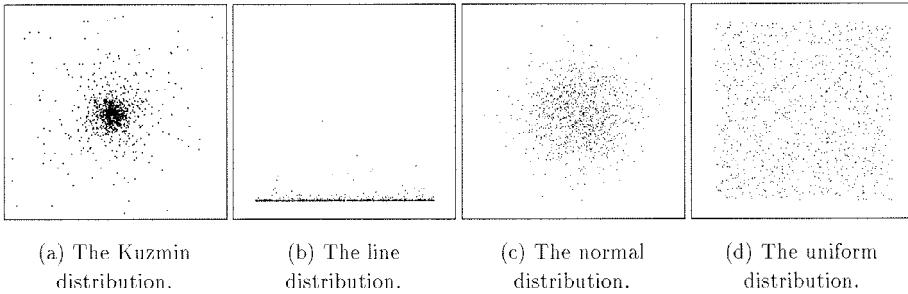 (a) The Kuzmin
distribution.
(b) The line
distribution.
(c) The normal
distribution.
(d) The uniform
distribution.